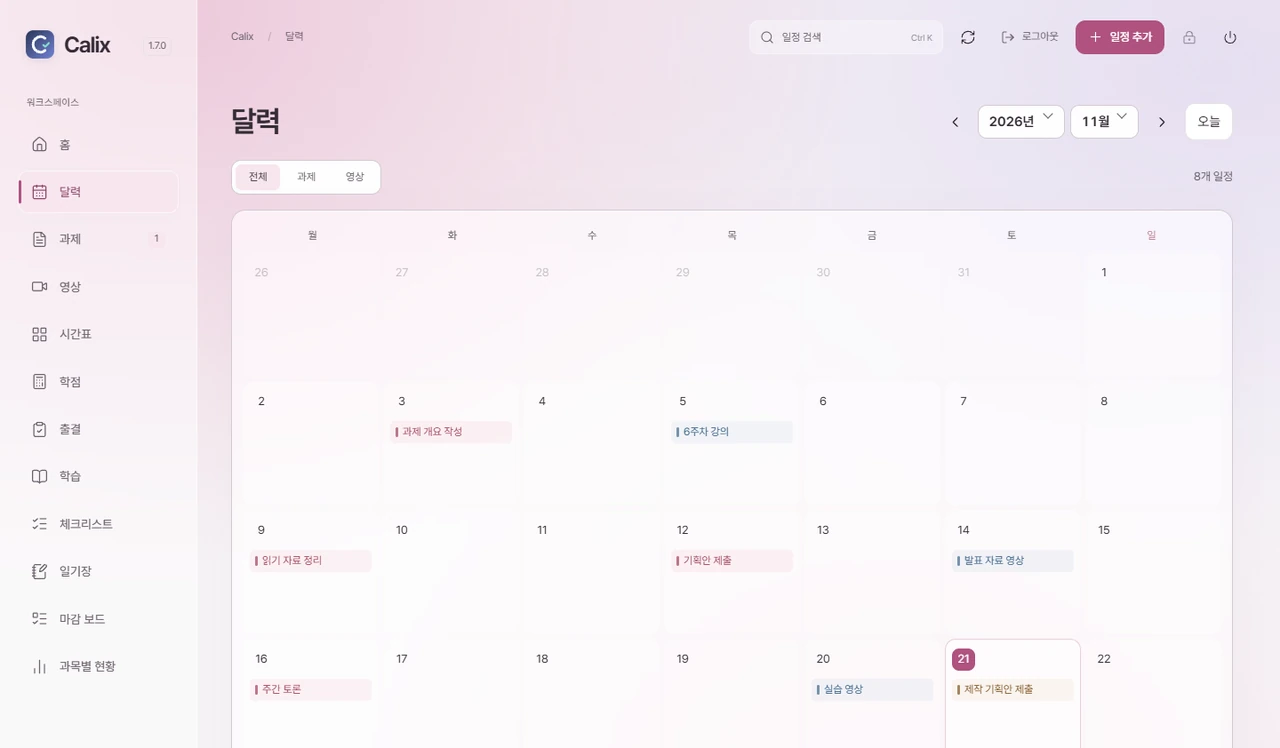 Calix
1.7.0
워크스페이스
홈
달력
과제
1
영상
시간표
학점
출결
학습
체크리스트
일기장
마감 보드
과목별 현황
Calix / 달력
일정 검색
Ctrl K
로그아웃
일정 추가
달력
2026년
11월
오늘
전체
과제
영상
8개 일정
월 화 수 목 금 토 일
26 27 28 29 30 31 1
2 3 4 5 6 7 8
과제 개요 작성
6주차 강의
9 10 11 12 13 14 15
읽기 자료 정리
기획안 제출
발표 자료 영상
16 17 18 19 20 21 22
주간 토론
실습 영상
제작 기획안 제출